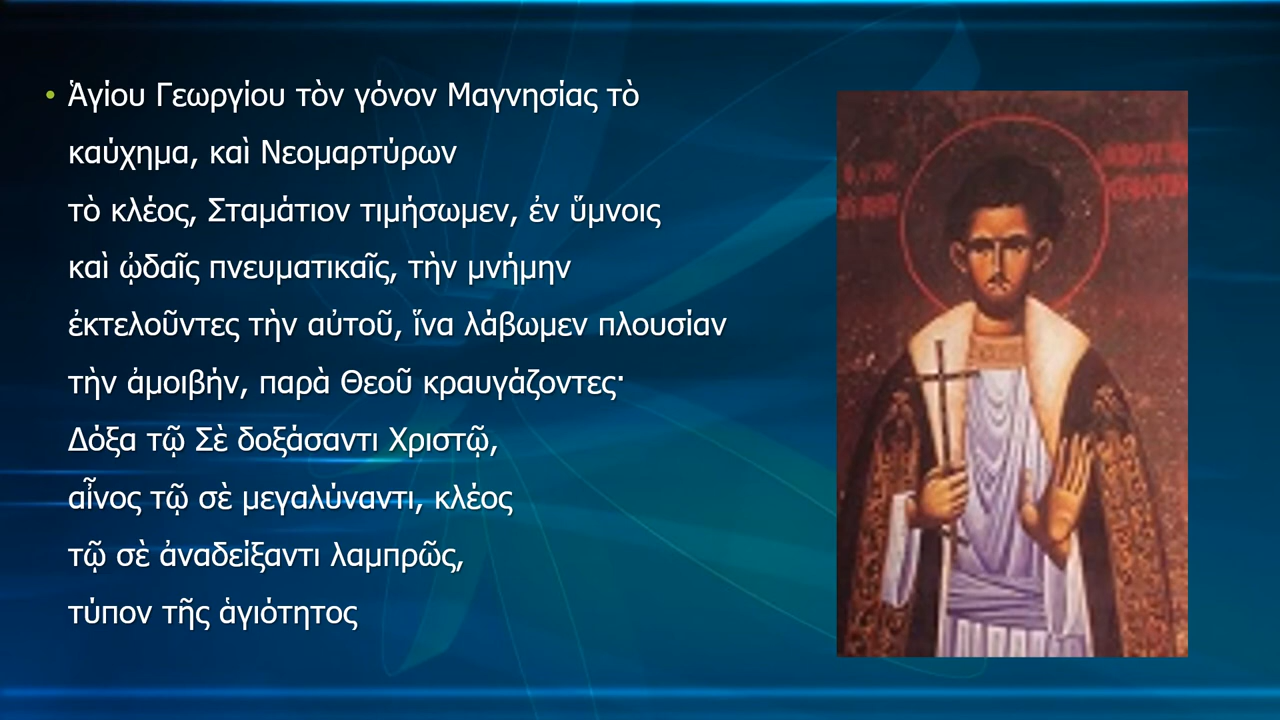 Ἁγίου Γεωργίου τὸν γόνον Μαγνησίας τὸ
καύχημα, καὶ Νεομαρτύρων
τὸ κλέος, Σταμάτιον τιμήσωμεν, ἐν ὕμνοις
καὶ ᾠδαῖς πνευματικαῖς, τὴν μνήμην
ἐκτελοῦντες τὴν αὐτοῦ, ἵνα λάβωμεν πλουσίαν
τὴν ἀμοιβήν, παρὰ Θεοῦ κραυγάζοντες·
Δόξα τῷ Σὲ δοξάσαντι Χριστῷ,
αἶνος τῷ σὲ μεγαλύναντι, κλέος
τῷ σὲ ἀναδείξαντι λαμπρῶς,
τύπον τῆς ἁγιότητος